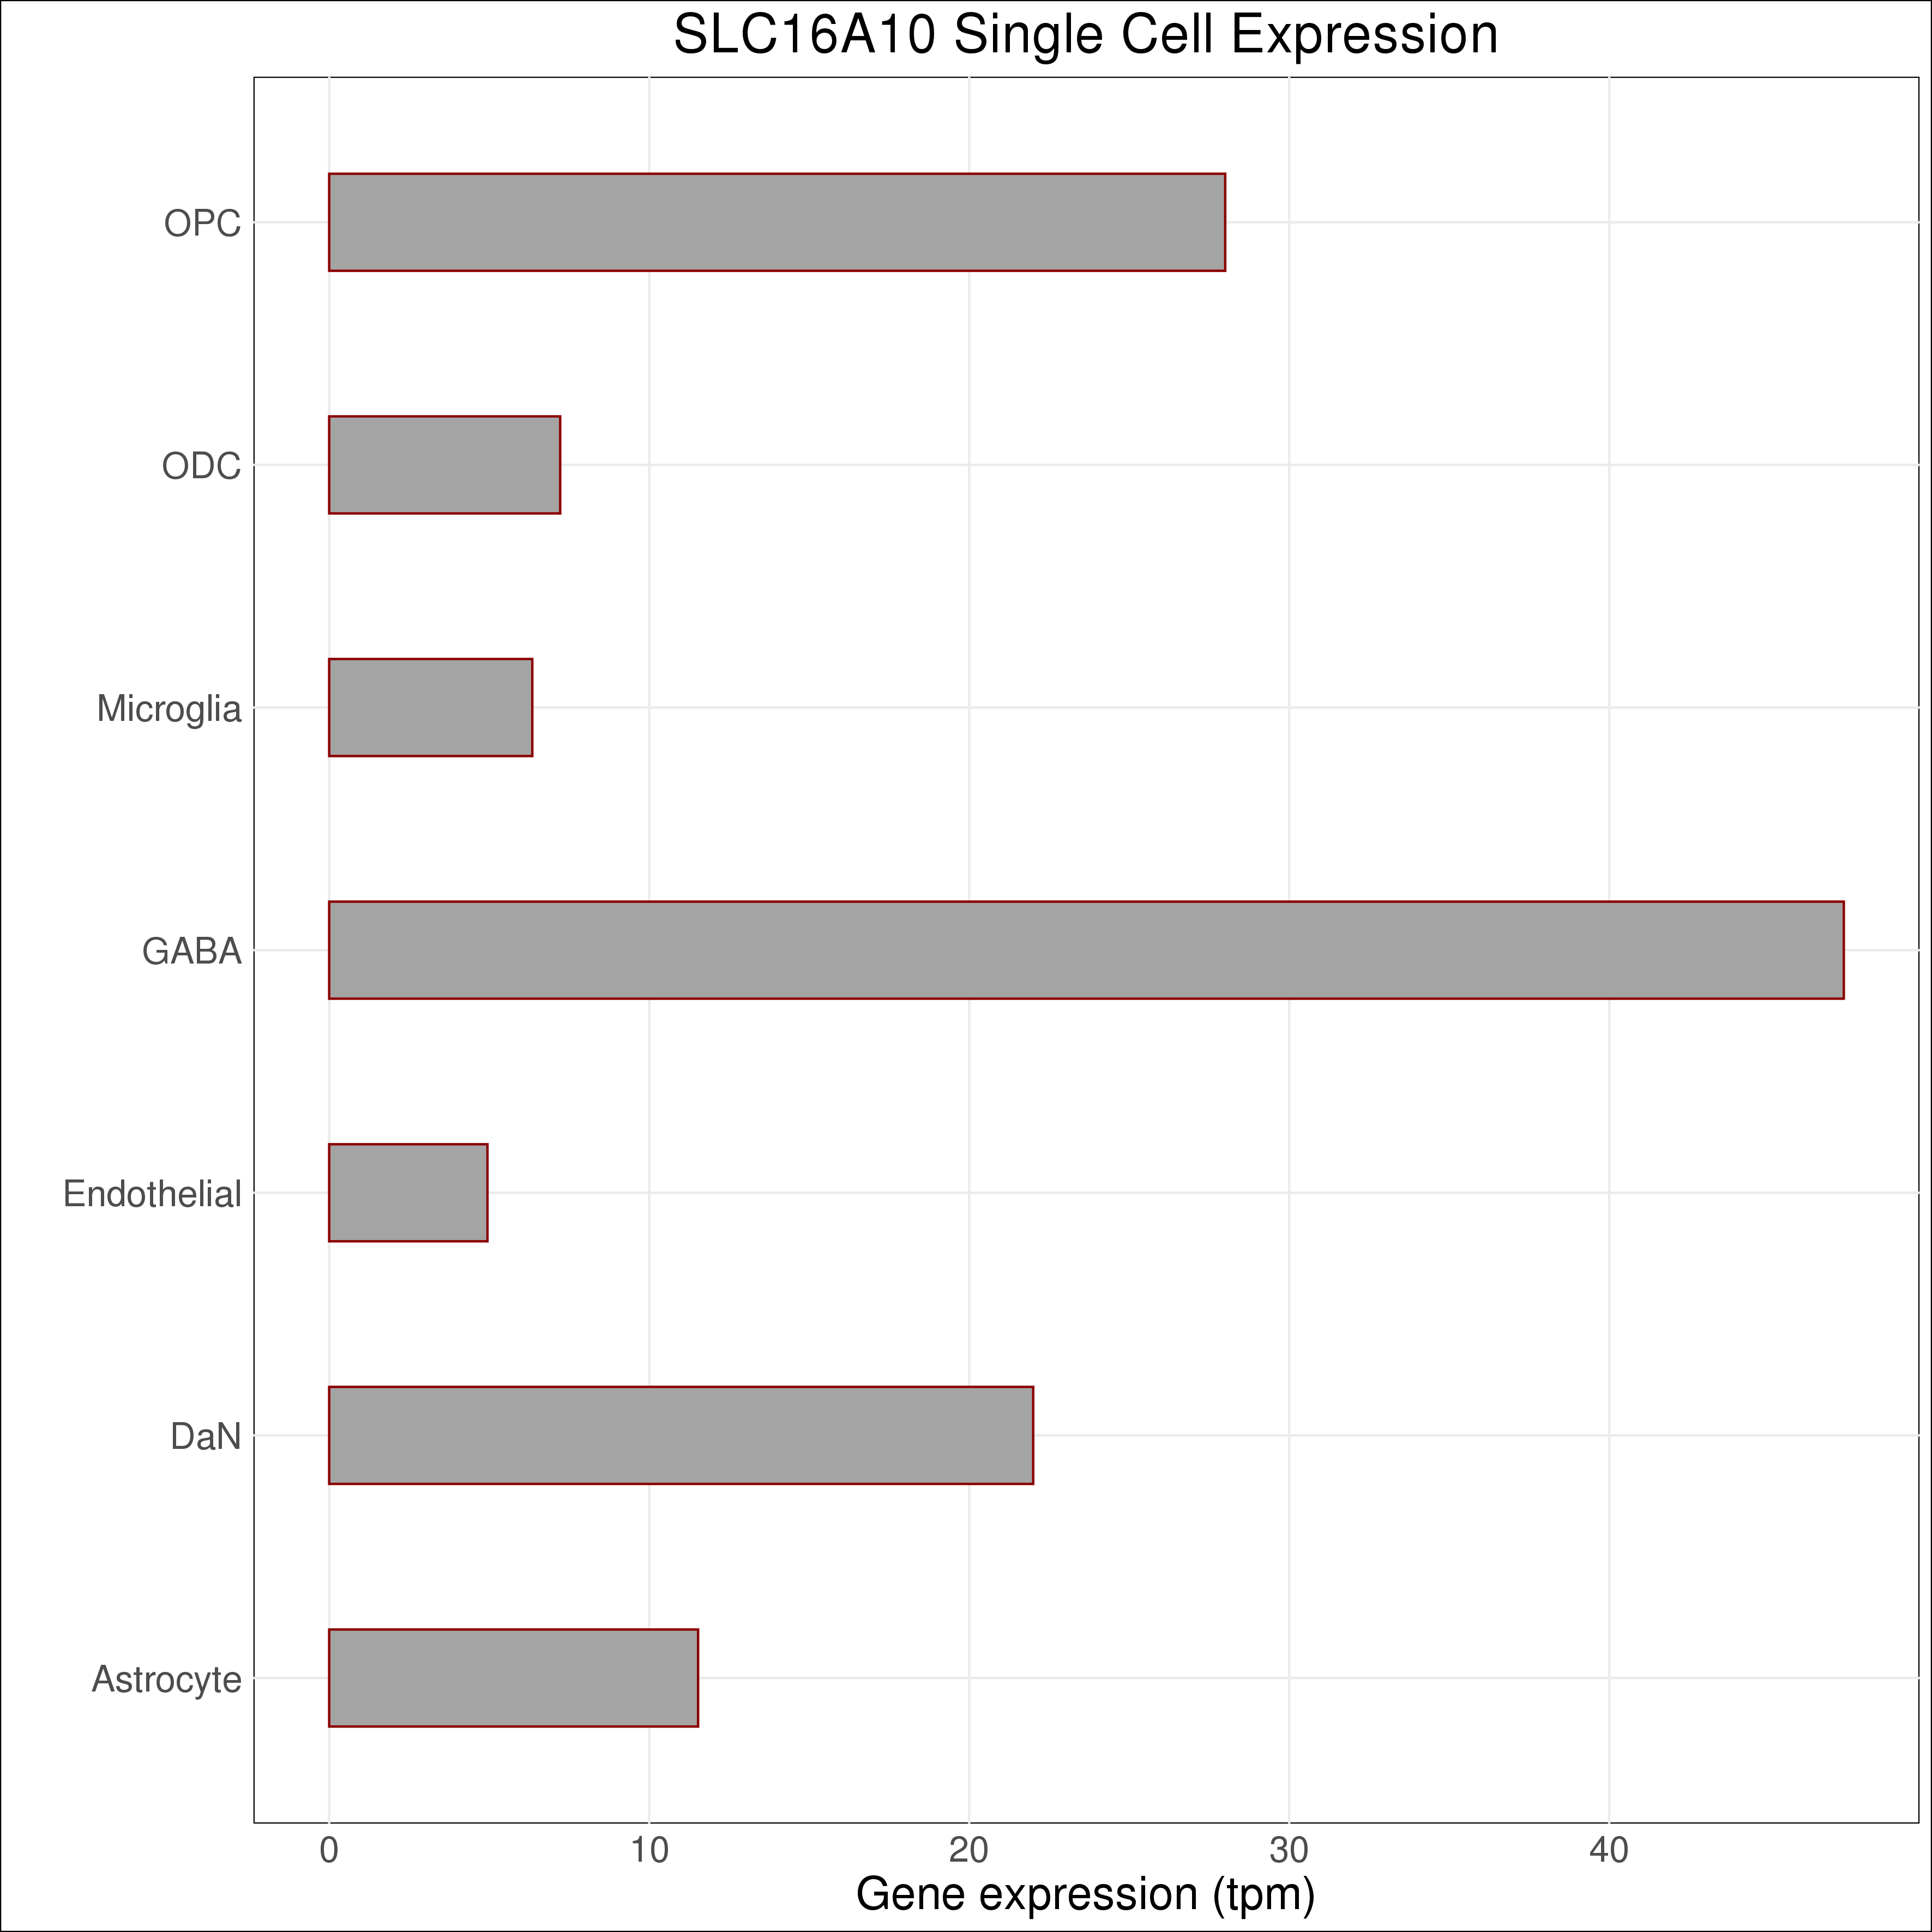 SLC16A10 Single Cell Expression
OPC
ODC
Microglia
GABA
Endothelial
DaN
Astrocyte
0 10 20 30 40
Gene expression (tpm)